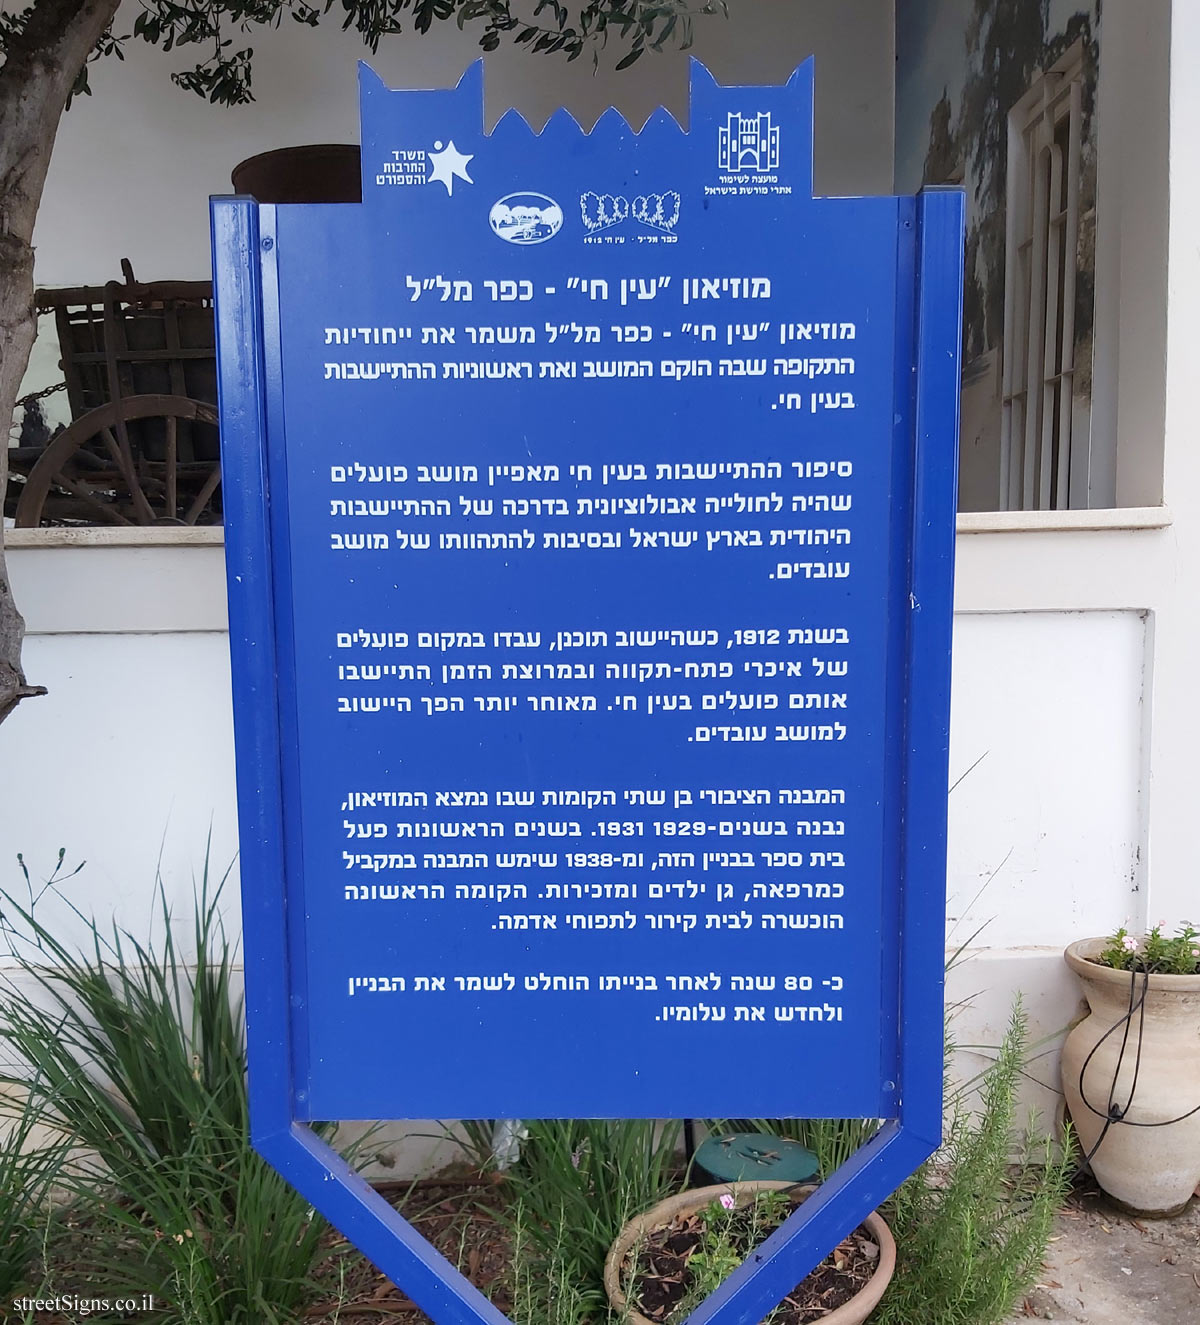 משרד
התרבות
והספורט
מועצה לשימור
אתרי מורשת בישראל
כפר מל״ל · עין חי 1912
מוזיאון ״עין חי״ - כפר מל״ל
מוזיאון ״עין חי״ - כפר מל״ל משמר את ייחודיות
התקופה שבה הוקם המושב ואת ראשוניות ההתיישבות
בעין חי.
סיפור ההתיישבות בעין חי מאפיין מושב פועלים
שהיה לחולייה אבולוציונית בדרכה של ההתיישבות
היהודית בארץ ישראל ובסיבות להתהוותו של מושב
עובדים.
בשנת 1912, כשהיישוב תוכנן, עבדו במקום פועלים
של איכרי פתח-תקווה ובמרוצת הזמן התיישבו
אותם פועלים בעין חי. מאוחר יותר הפך היישוב
למושב עובדים.
המבנה הציבורי בן שתי הקומות שבו נמצא המוזיאון,
נבנה בשנים-1929 1931. בשנים הראשונות פעל
בית ספר בבניין הזה, ומ-1938 שימש המבנה במקביל
כמרפאה, גן ילדים ומזכירות. הקומה הראשונה
הוכשרה לבית קירור לתפוחי אדמה.
כ- 80 שנה לאחר בנייתו הוחלט לשמר את הבניין
ולחדש את עלומיו.
streetSigns.co.il